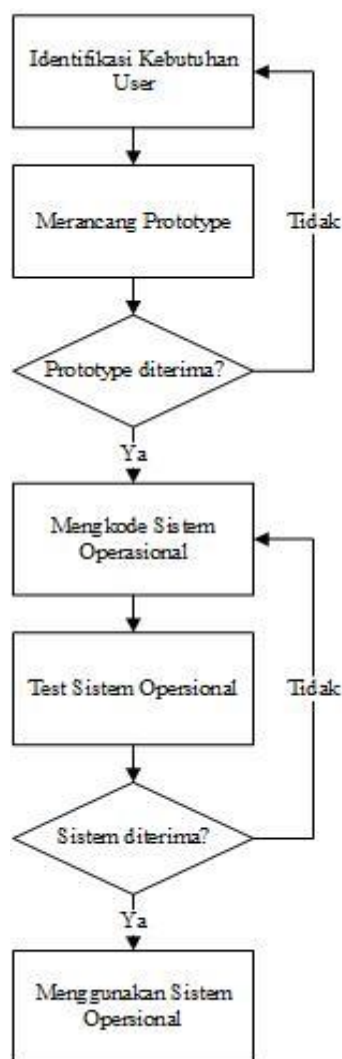 Identifikasi Kebutuhan
User
Merancang Prototype
Tidak
Prototype diterima?
Ya
Mengkode Sistem
Operasional
Test Sistem Opersional
Tidak
Sistem diterima?
Ya
Menggunakan Sistem
Opersional